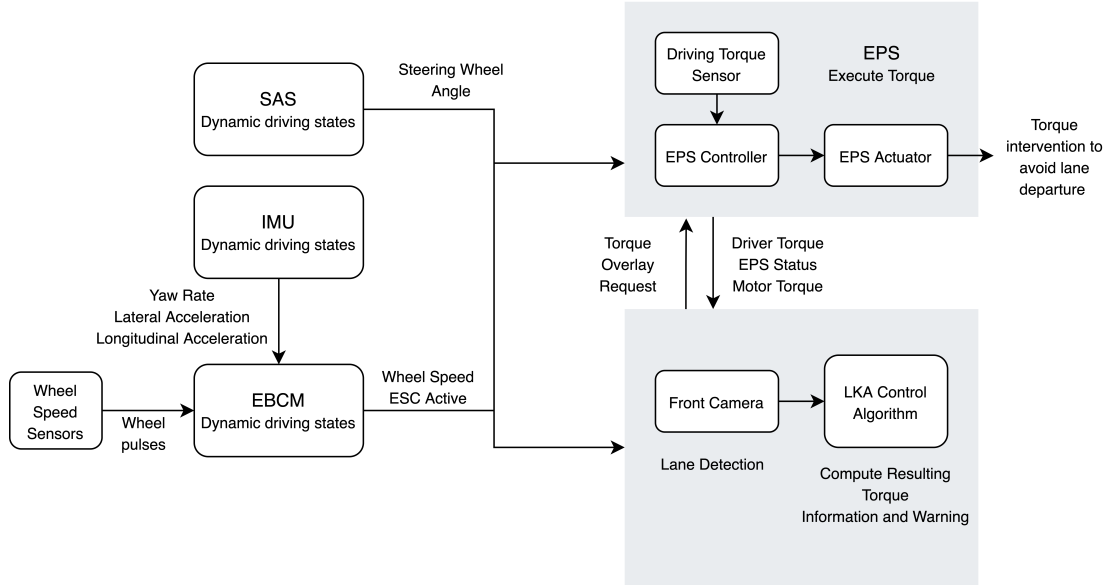 SAS
Dynamic driving states
Steering Wheel
Angle
IMU
Dynamic driving states
Yaw Rate
Lateral Acceleration
Longitudinal Acceleration
Wheel
Speed
Sensors
Wheel
pulses
EBCM
Dynamic driving states
Wheel Speed
ESC Active
Driving Torque
Sensor
EPS
Execute Torque
EPS Controller
EPS Actuator
Torque
intervention to
avoid lane
departure
Torque
Overlay
Request
Driver Torque
EPS Status
Motor Torque
Front Camera
Lane Detection
LKA Control
Algorithm
Compute Resulting
Torque
Information and Warning